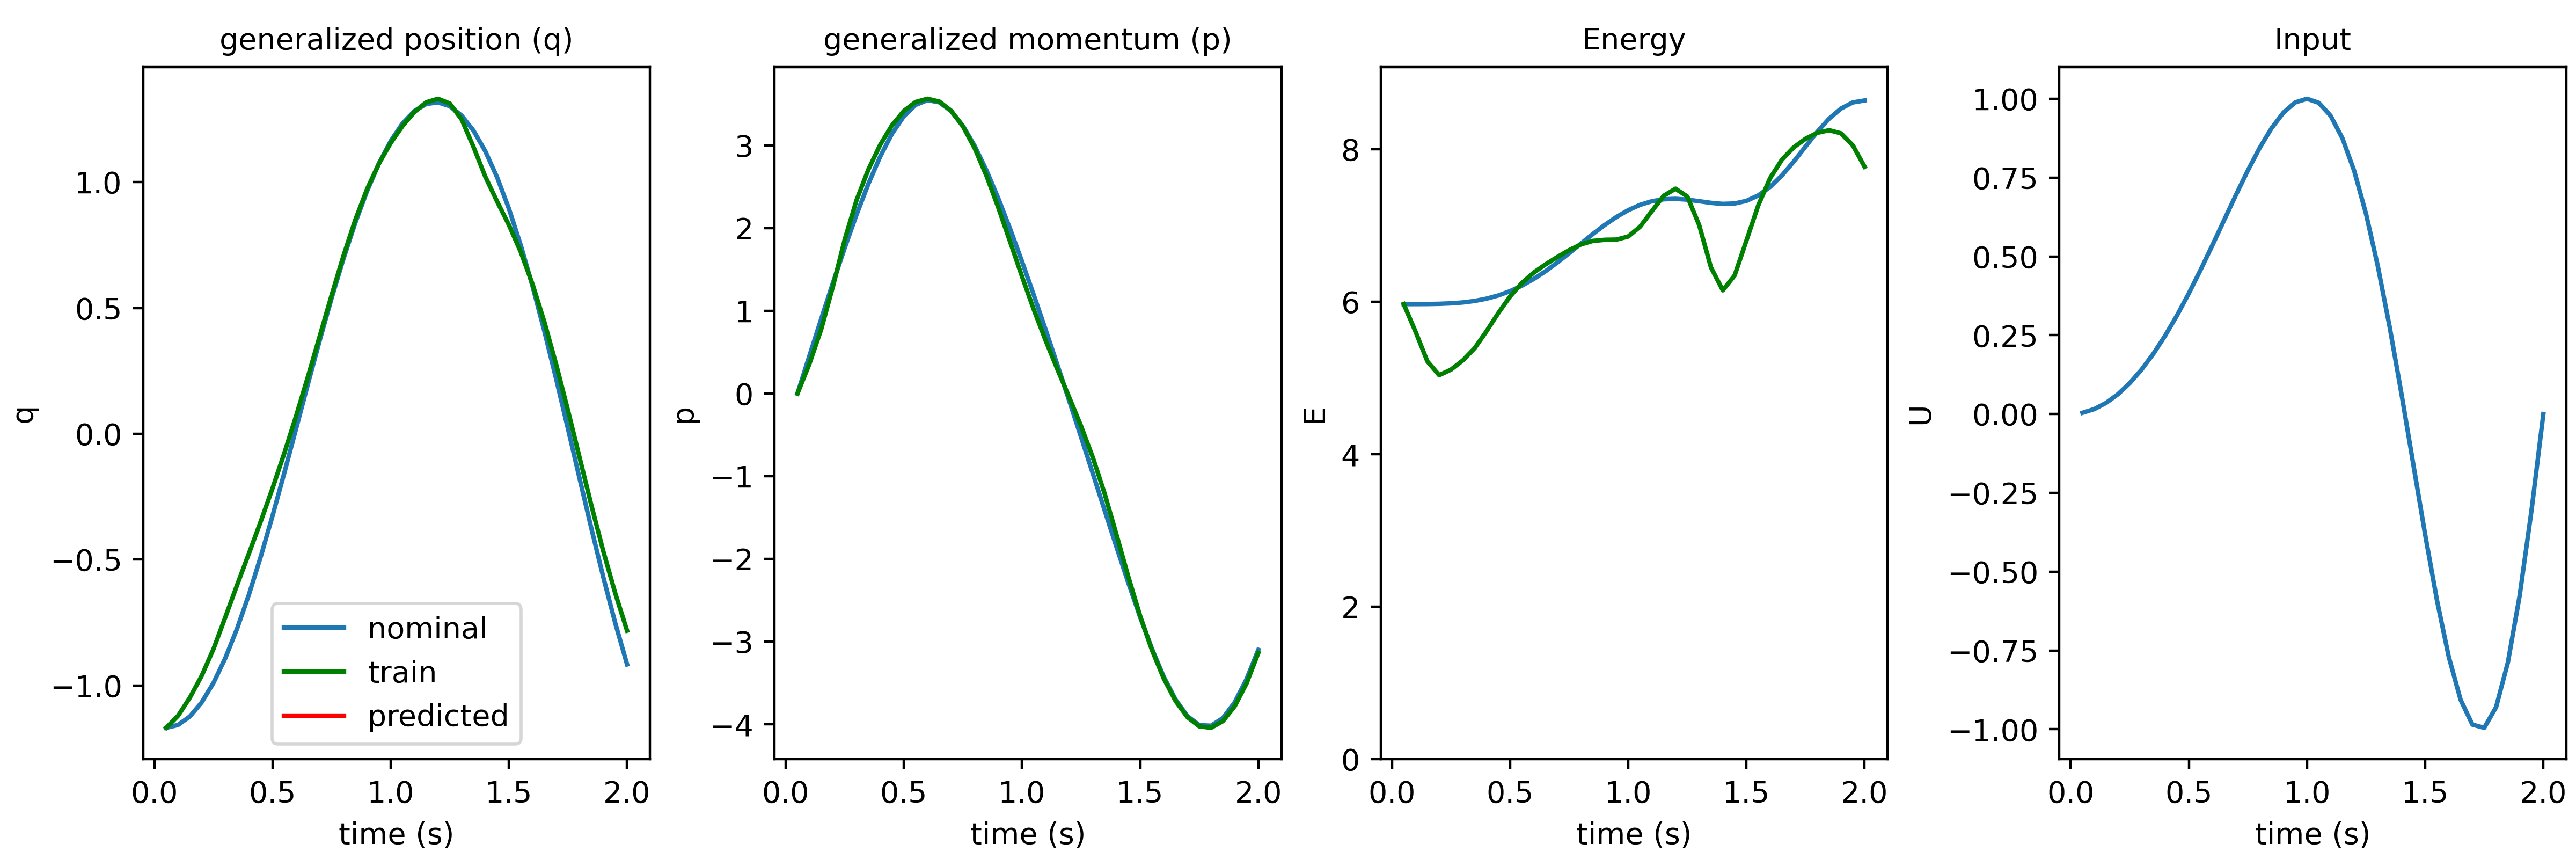 generalized position (q)
q
1.0
0.5
0.0
−0.5
−1.0
0.0 0.5 1.0 1.5 2.0
time (s)
nominal
train
predicted
generalized momentum (p)
p
3
2
1
0
−1
−2
−3
−4
0.0 0.5 1.0 1.5 2.0
time (s)
Energy
E
8
6
4
2
0
0.0 0.5 1.0 1.5 2.0
time (s)
Input
U
1.00
0.75
0.50
0.25
0.00
−0.25
−0.50
−0.75
−1.00
0.0 0.5 1.0 1.5 2.0
time (s)